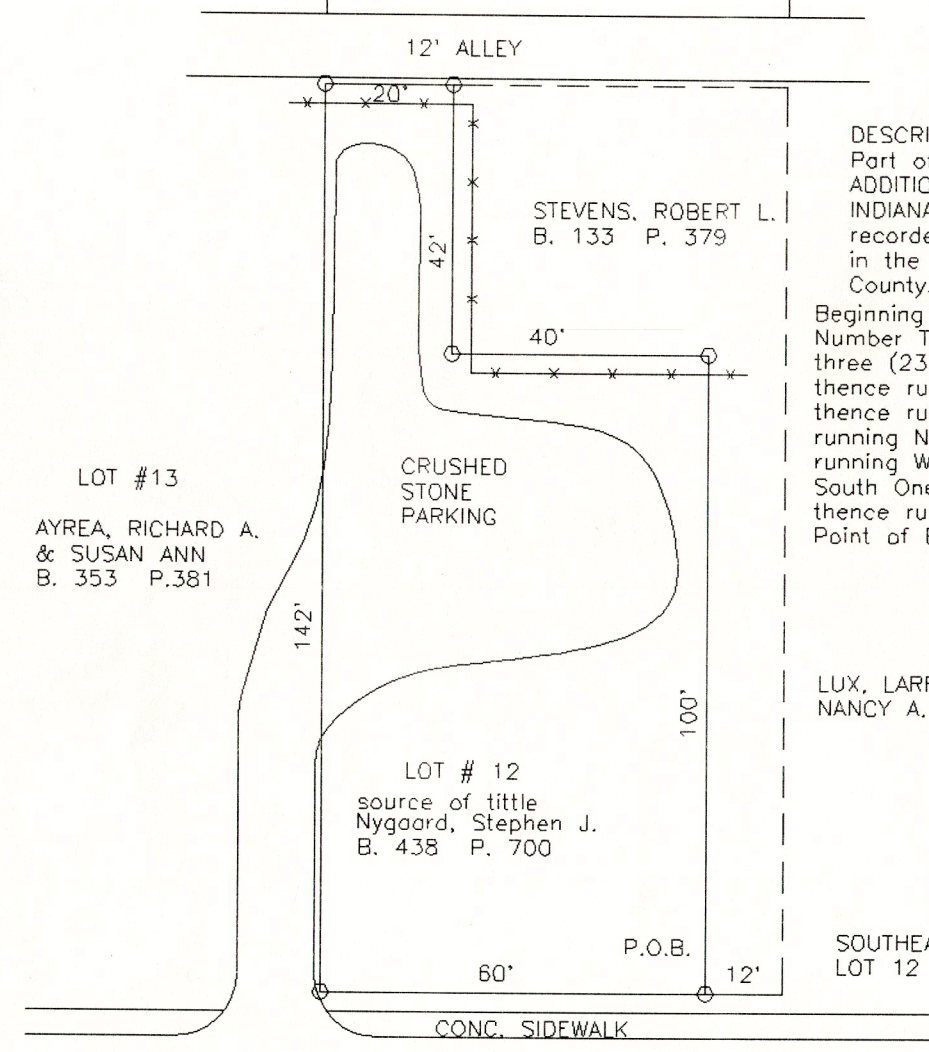 12' ALLEY
20'
STEVENS, ROBERT L.
B. 133 P. 379
42'
40'
DESCRI
Part of
ADDITIO
INDIANA
recorde
in the
County.
Beginning
Number T
three (23
thence ru
thence ru
running N
running W
South One
thence ru
Point of B
LOT #13
AYREA, RICHARD A.
& SUSAN ANN
B. 353 P.381
CRUSHED
STONE
PARKING
142'
100'
LUX, LARR
NANCY A.
LOT # 12
source of tittle
Nygaard, Stephen J.
B. 438 P. 700
P.O.B.
60'
12'
SOUTHEA
LOT 12
CONC. SIDEWALK